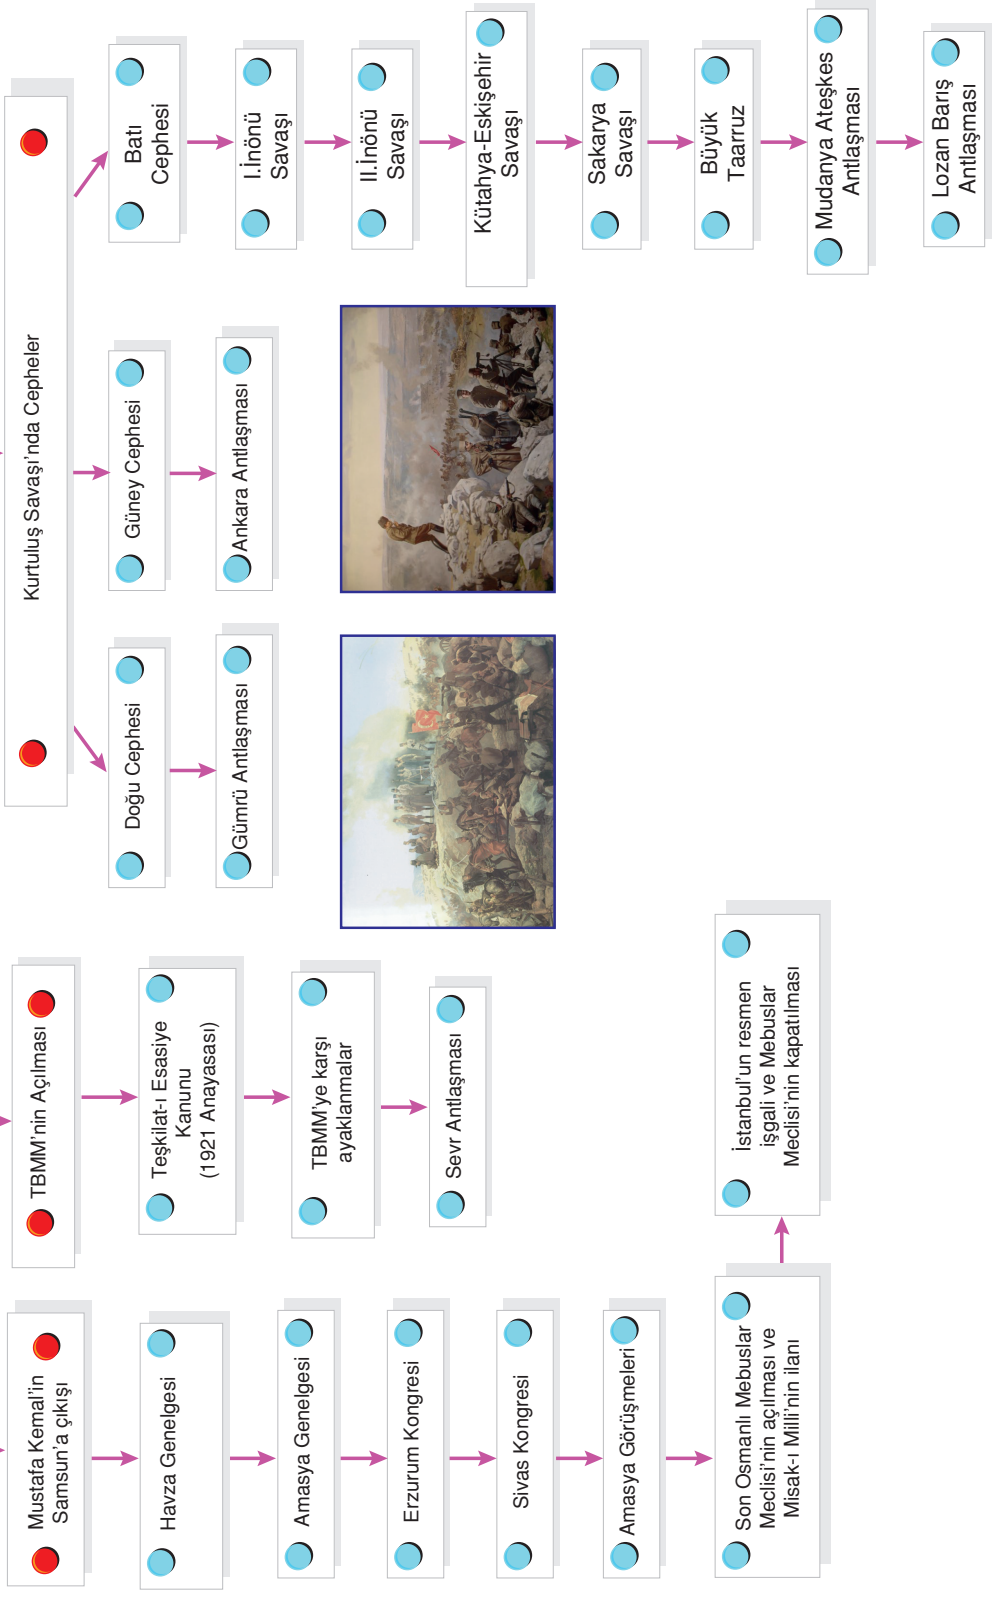 Mustafa Kemal’in
Samsun’a çıkışı
Havza Genelgesi
Amasya Genelgesi
Erzurum Kongresi
Sivas Kongresi
Amasya Görüşmeleri
Son Osmanlı Mebuslar
Meclisi’nin açılması ve
Misak-ı Milli’nin ilanı
İstanbul’un resmen
işgali ve Mebuslar
Meclisi’nin kapatılması
TBMM’nin Açılması
Teşkilat-ı Esasiye
Kanunu
(1921 Anayasası)
TBMM’ye karşı
ayaklanmalar
Sevr Antlaşması
Kurtuluş Savaşı’nda Cepheler
Doğu Cephesi
Gümrü Antlaşması
Güney Cephesi
Ankara Antlaşması
Batı
Cephesi
I.İnönü
Savaşı
II.İnönü
Savaşı
Kütahya-Eskişehir
Savaşı
Sakarya
Savaşı
Büyük
Taarruz
Mudanya Ateşkes
Antlaşması
Lozan Barış
Antlaşması